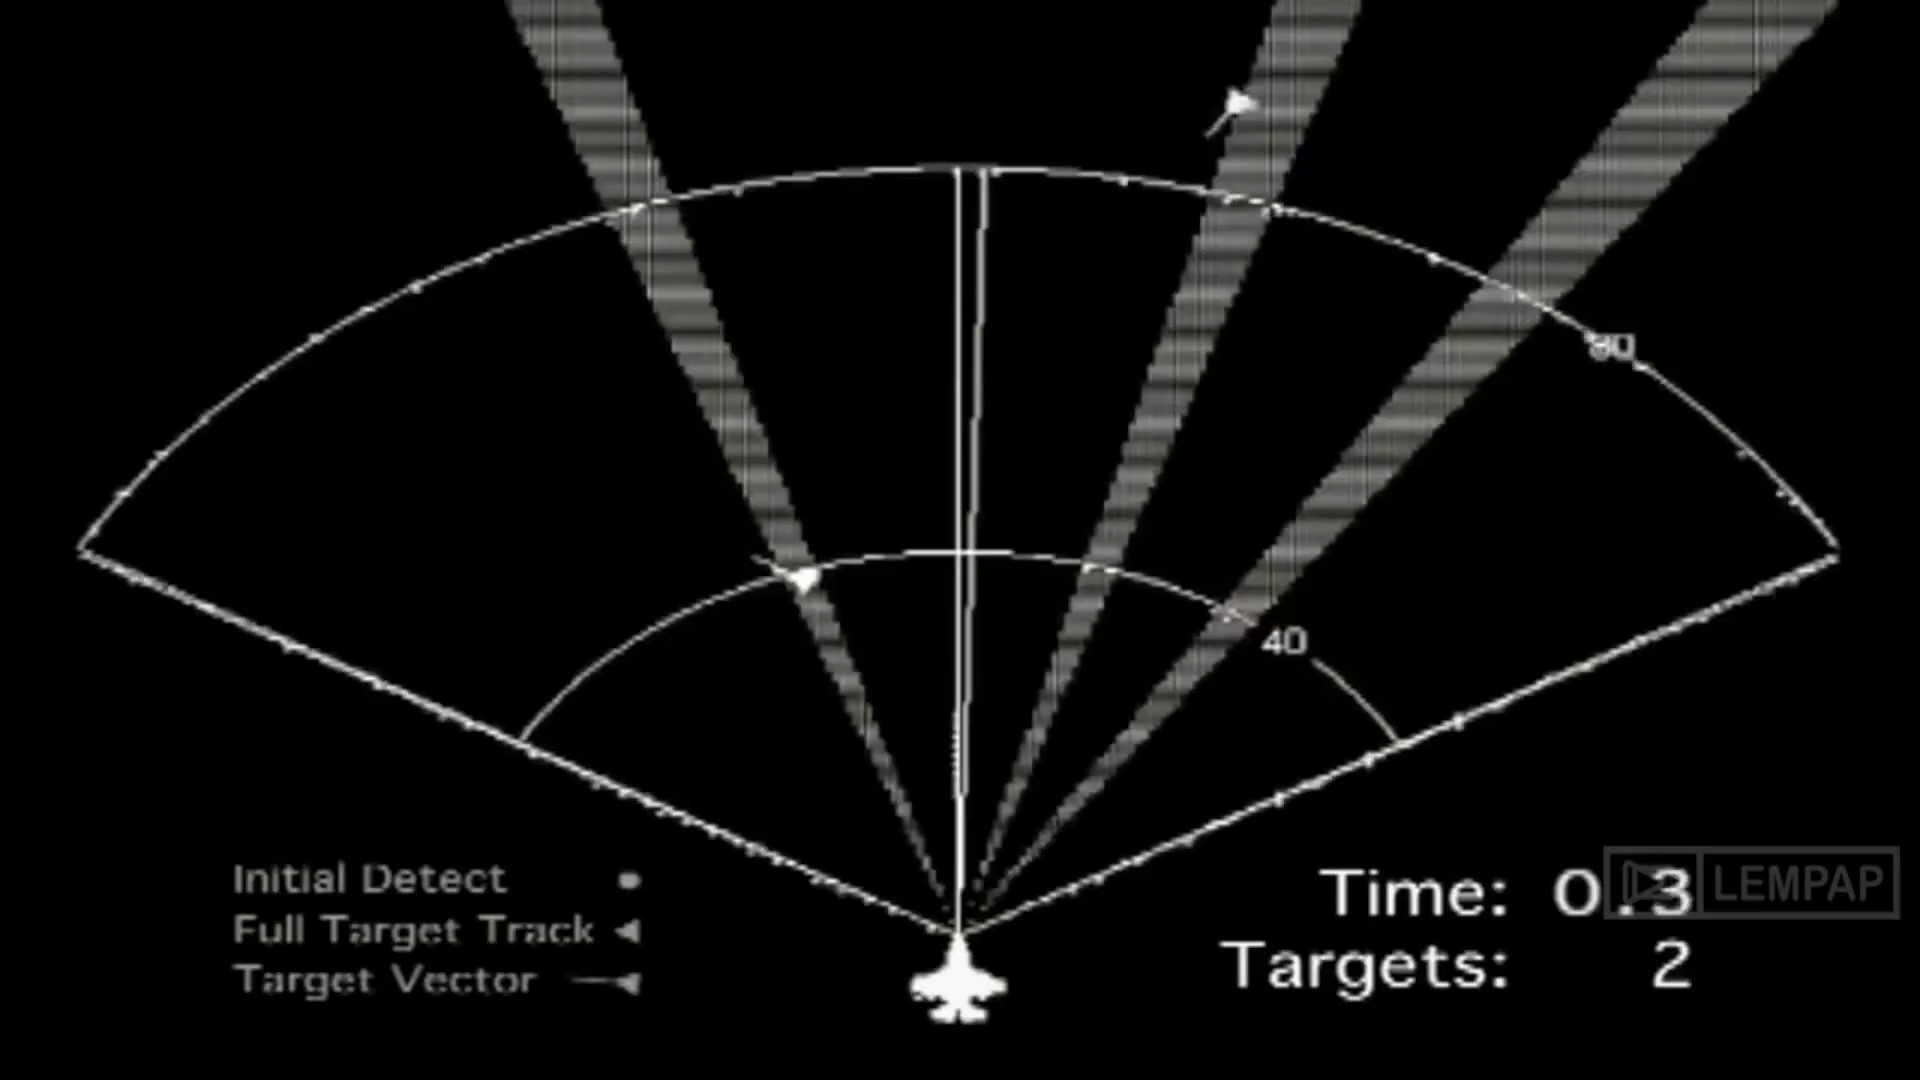 80
40
Initial Detect
Full Target Track
Target Vector
Time: 0.3
Targets: 2
LEMPAP